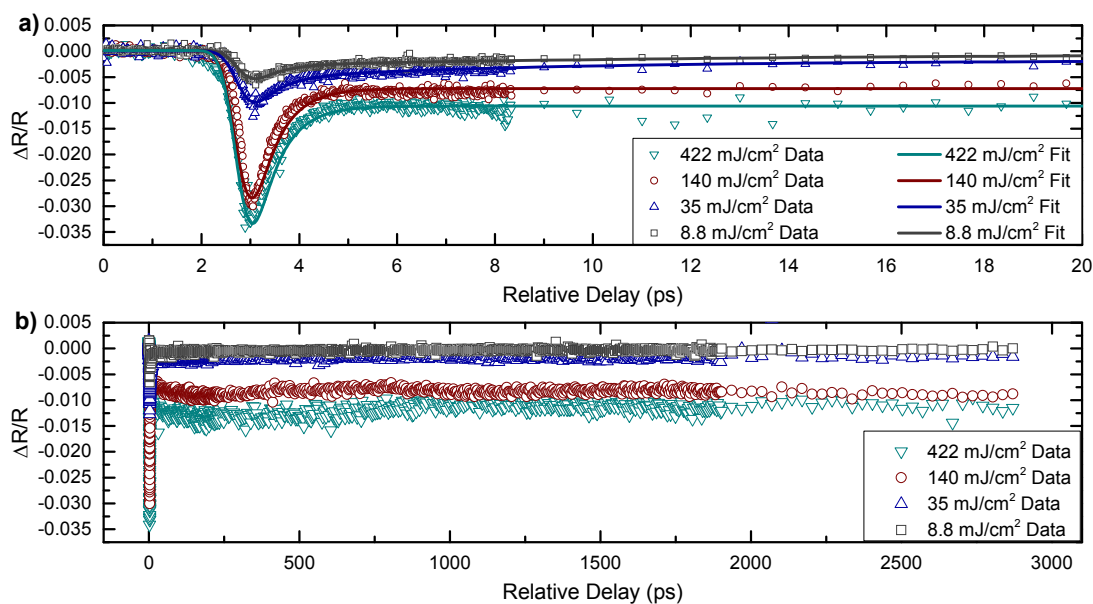 a)
0.005
0.000
-0.005
-0.010
-0.015
-0.020
-0.025
-0.030
-0.035
ΔR/R
422 mJ/cm² Data
140 mJ/cm² Data
35 mJ/cm² Data
8.8 mJ/cm² Data
422 mJ/cm² Fit
140 mJ/cm² Fit
35 mJ/cm² Fit
8.8 mJ/cm² Fit
0 2 4 6 8 10 12 14 16 18 20
Relative Delay (ps)
b)
0.005
0.000
-0.005
-0.010
-0.015
-0.020
-0.025
-0.030
-0.035
ΔR/R
422 mJ/cm² Data
140 mJ/cm² Data
35 mJ/cm² Data
8.8 mJ/cm² Data
0 500 1000 1500 2000 2500 3000
Relative Delay (ps)